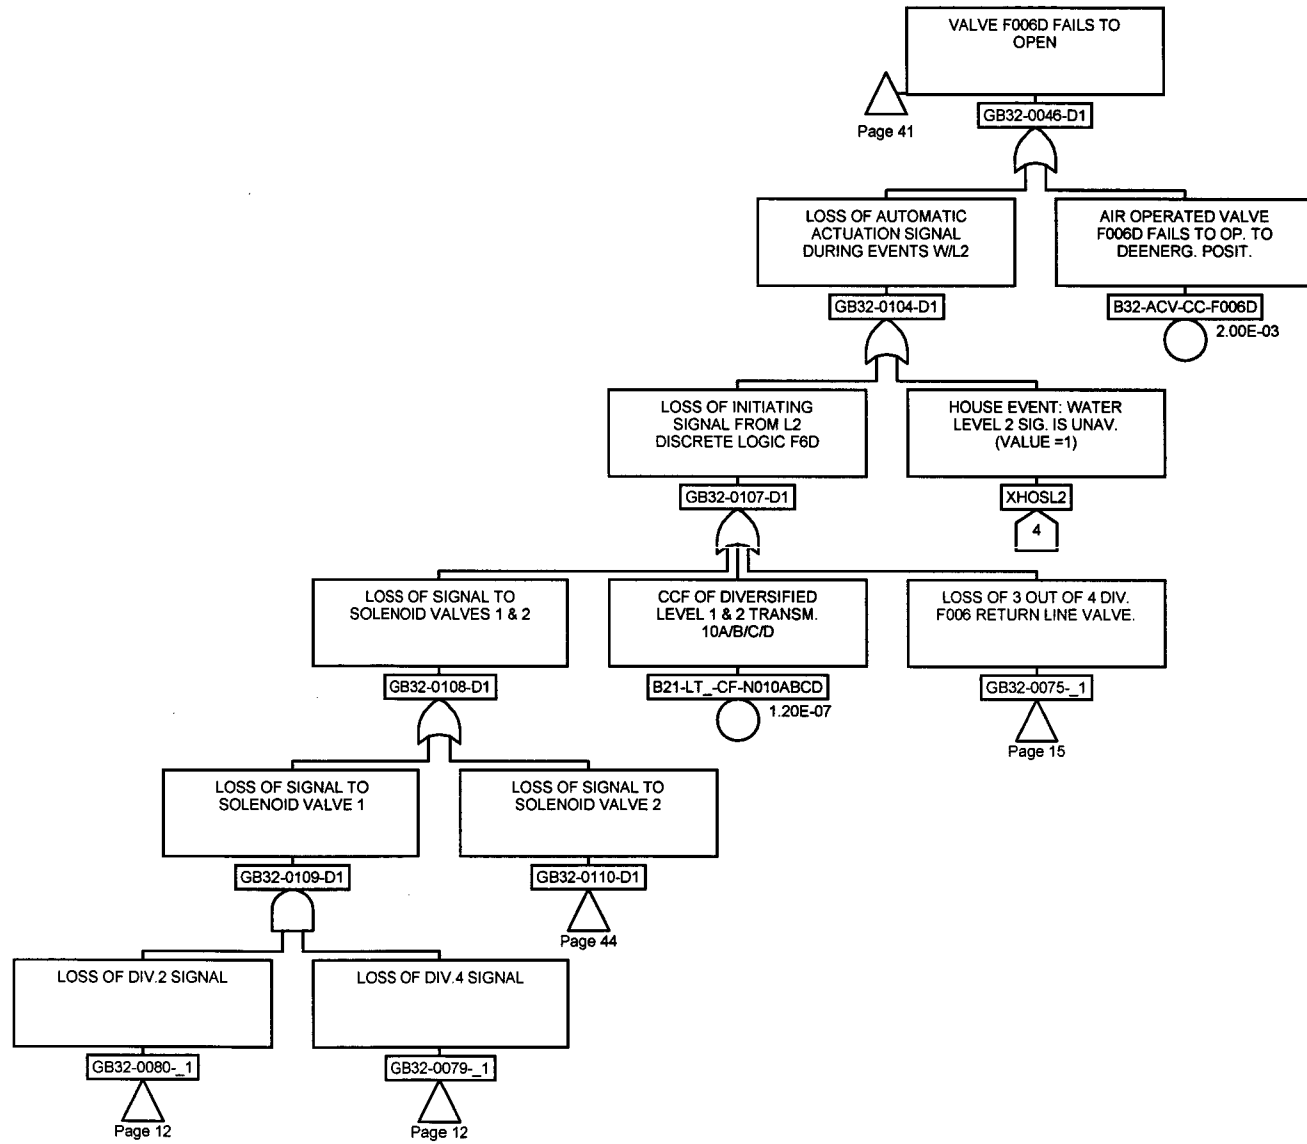 VALVE F006D FAILS TO
OPEN
Page 41
GB32-0046-D1
LOSS OF AUTOMATIC
ACTUATION SIGNAL
DURING EVENTS W/L2
AIR OPERATED VALVE
F006D FAILS TO OP. TO
DEENERG. POSIT.
GB32-0104-D1
B32-ACV-CC-F006D
2.00E-03
LOSS OF INITIATING
SIGNAL FROM L2
DISCRETE LOGIC F6D
HOUSE EVENT: WATER
LEVEL 2 SIG. IS UNAV.
(VALUE =1)
GB32-0107-D1
XHOSL2
4
LOSS OF SIGNAL TO
SOLENOID VALVES 1 & 2
CCF OF DIVERSIFIED
LEVEL 1 & 2 TRANSM.
10A/B/C/D
LOSS OF 3 OUT OF 4 DIV.
F006 RETURN LINE VALVE.
GB32-0108-D1
B21-LT_-CF-N010ABCD
1.20E-07
GB32-0075-_1
Page 15
LOSS OF SIGNAL TO
SOLENOID VALVE 1
LOSS OF SIGNAL TO
SOLENOID VALVE 2
GB32-0109-D1
GB32-0110-D1
Page 44
LOSS OF DIV.2 SIGNAL
LOSS OF DIV.4 SIGNAL
GB32-0080-_1
GB32-0079-_1
Page 12
Page 12